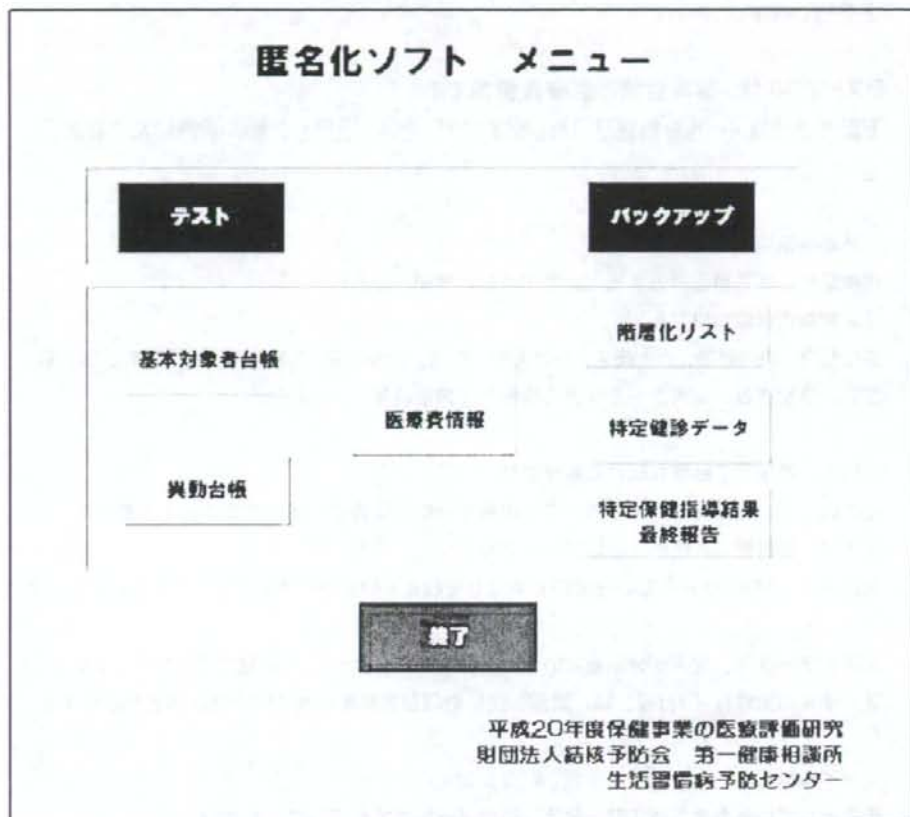 匿名化ソフト　メニュー
テスト
バックアップ
基本対象者台帳
異動台帳
医療費情報
階層化リスト
特定健診データ
特定保健指導結果
最終報告
終了
平成20年度保健事業の医療評価研究
財団法人結核予防会　第一健康相談所
生活習慣病予防センター